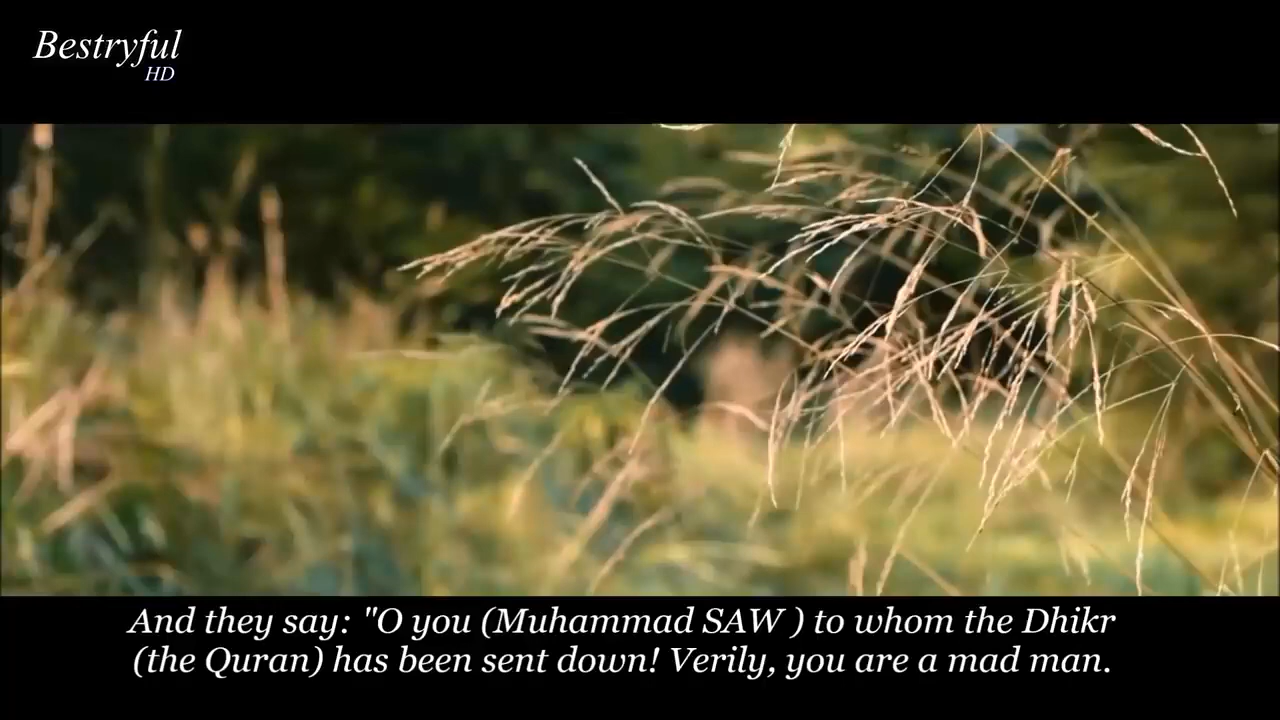 Bestryful
HD
And they say: "O you (Muhammad SAW ) to whom the Dhikr
(the Quran) has been sent down! Verily, you are a mad man.